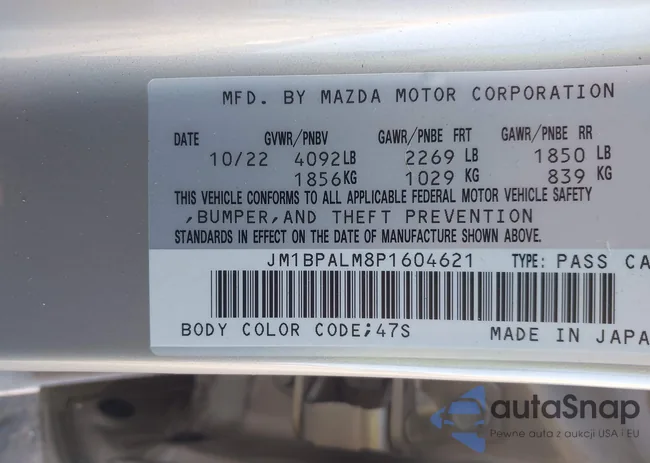 MFD. BY MAZDA MOTOR CORPORATION
DATE GVWR/PNBV GAWR/PNBE FRT GAWR/PNBE RR
10/22 4092LB 2269 LB 1850 LB
1856KG 1029 KG 839 KG
THIS VEHICLE CONFORMS TO ALL APPLICABLE FEDERAL MOTOR VEHICLE SAFETY
,BUMPER,AND THEFT PREVENTION
STANDARDS IN EFFECT ON THE DATE OF MANUFACTURE SHOWN ABOVE.
JM1BPALM8P1604621 TYPE: PASS CA
BODY COLOR CODE;47S MADE IN JAPA
autaSnap
Pewne auta z aukcji USA i EU